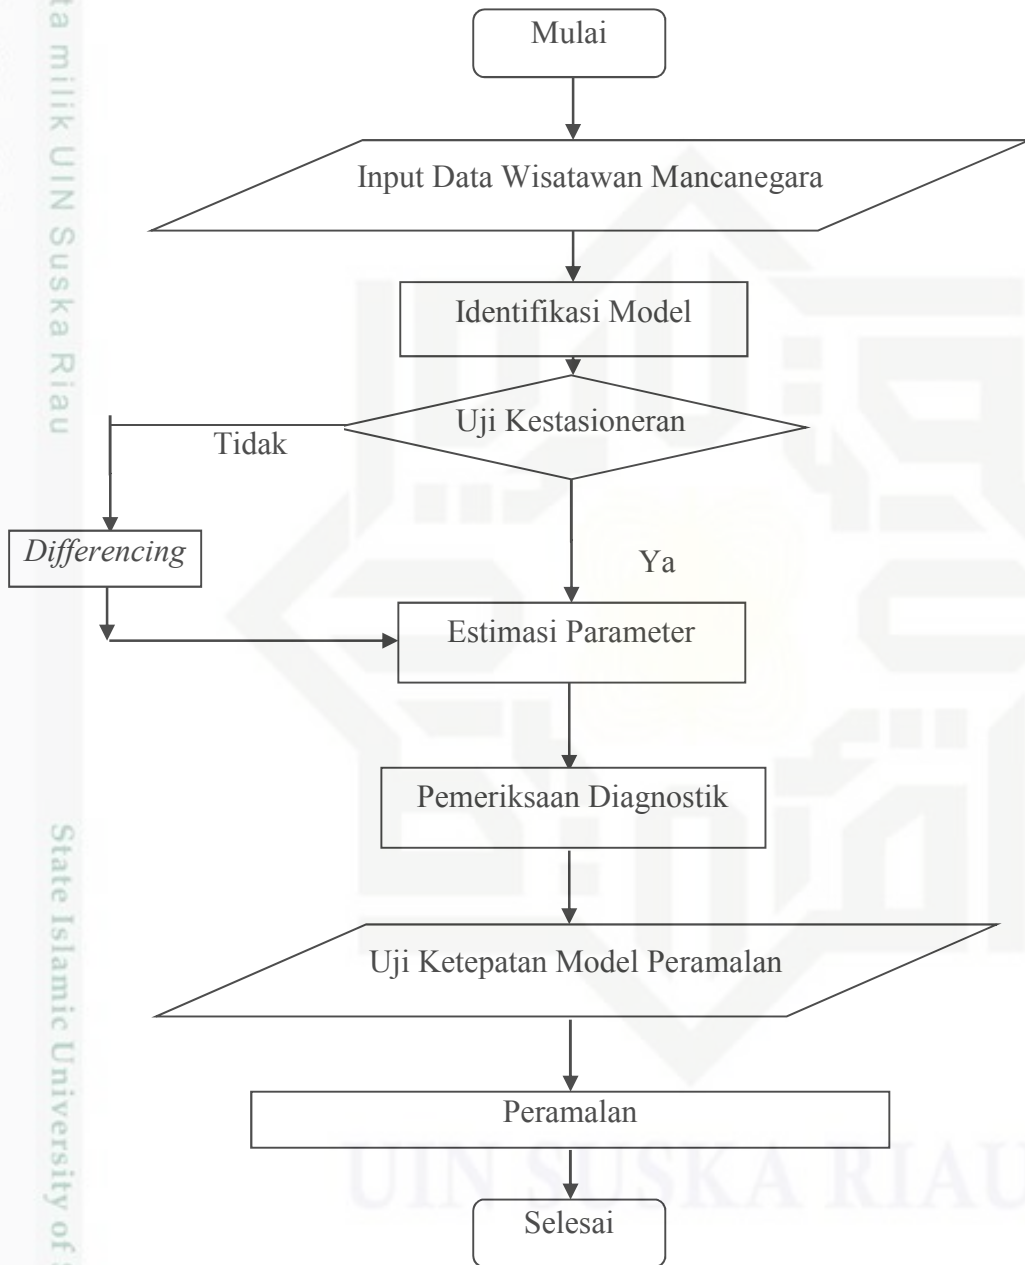 Mulai
Input Data Wisatawan Mancanegara
Identifikasi Model
Uji Kestasioneran
Tidak
Differencing
Ya
Estimasi Parameter
Pemeriksaan Diagnostik
Uji Ketepatan Model Peramalan
Peramalan
Selesai
milik UIN Suska Riau
State Islamic University of
UIN SUSKA RIAU